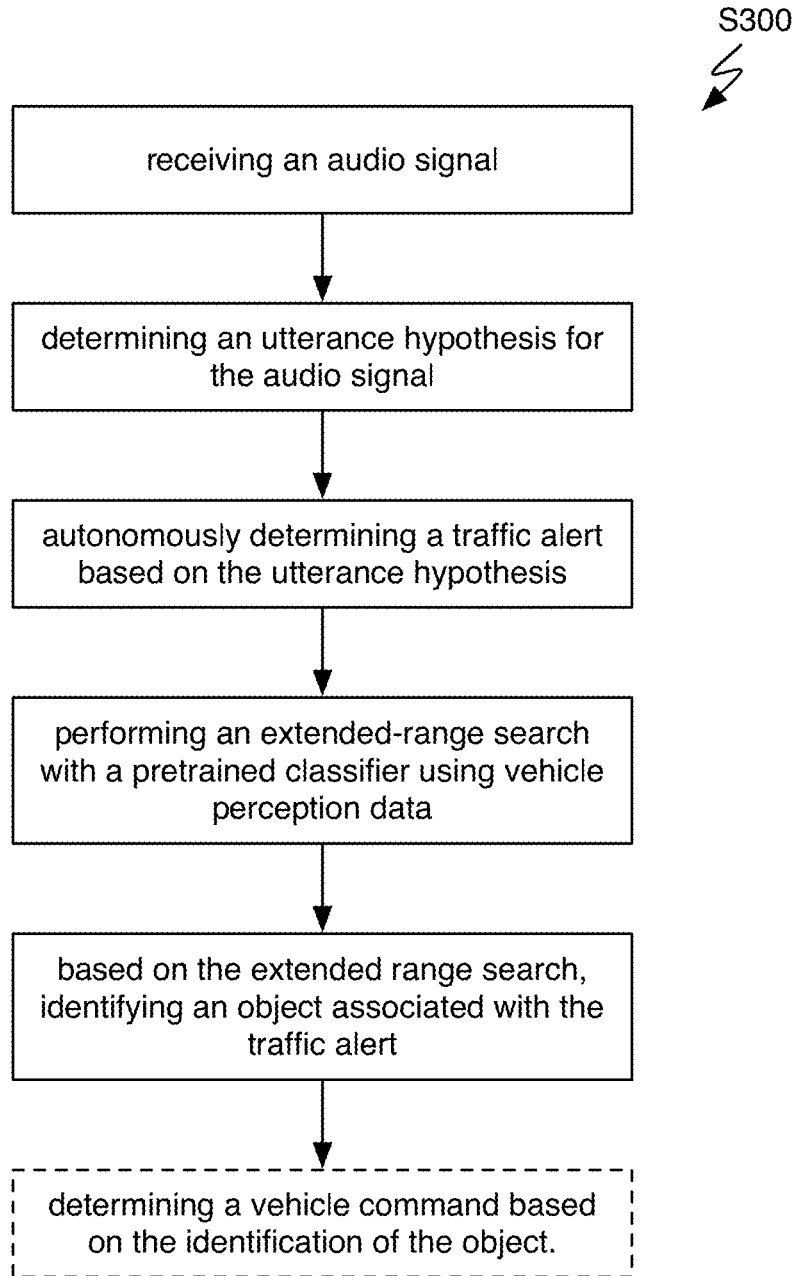 S300
receiving an audio signal
determining an utterance hypothesis for
the audio signal
autonomously determining a traffic alert
based on the utterance hypothesis
performing an extended-range search
with a pretrained classifier using vehicle
perception data
based on the extended range search,
identifying an object associated with the
traffic alert
determining a vehicle command based
on the identification of the object.